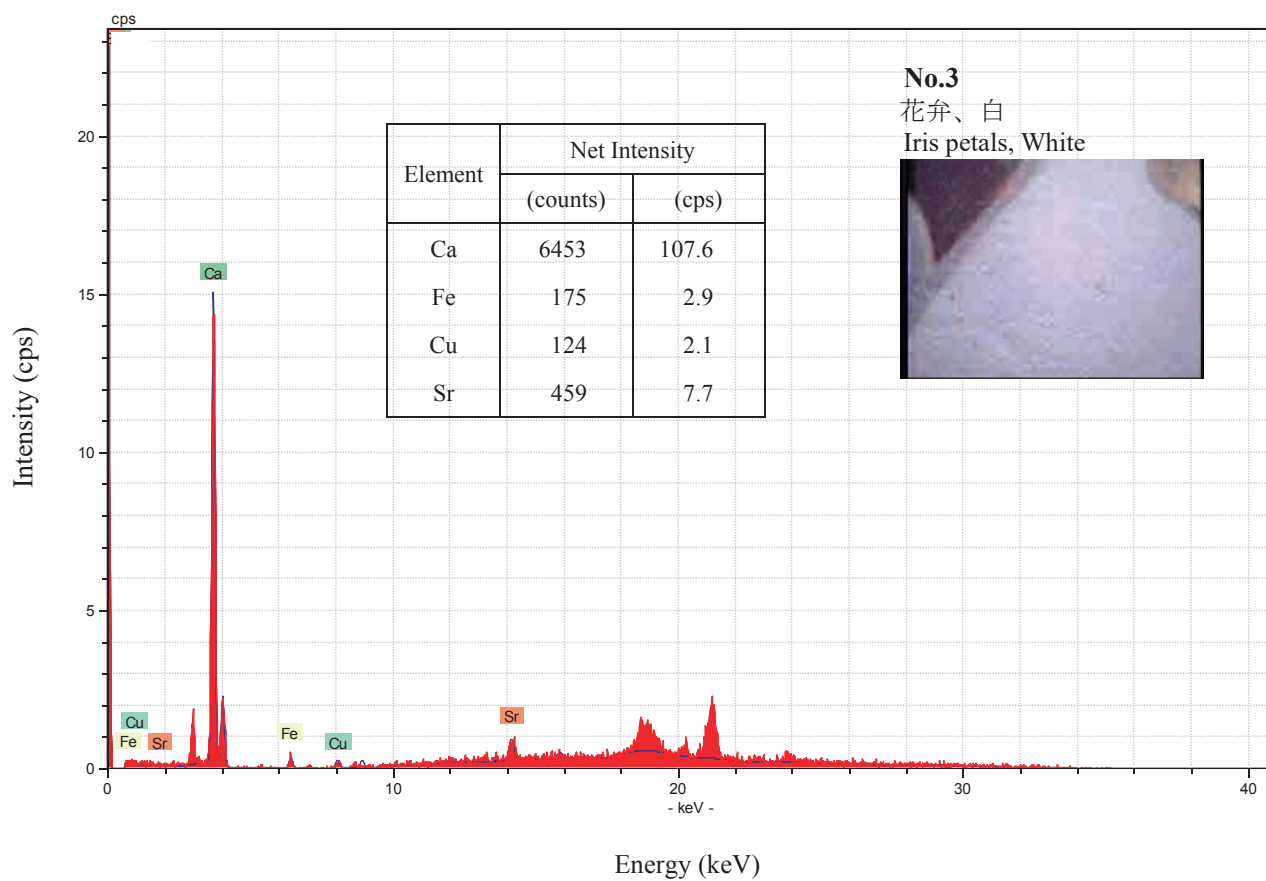 cps
No.3
花弁、白
Iris petals, White
Element
Net Intensity
(counts) (cps)
Ca 6453 107.6
Fe 175 2.9
Cu 124 2.1
Sr 459 7.7
20
15
10
5
0
Intensity (cps)
Ca
Cu
Fe Sr
Fe
Cu
Sr
0 10 20 30 40
- keV -
Energy (keV)